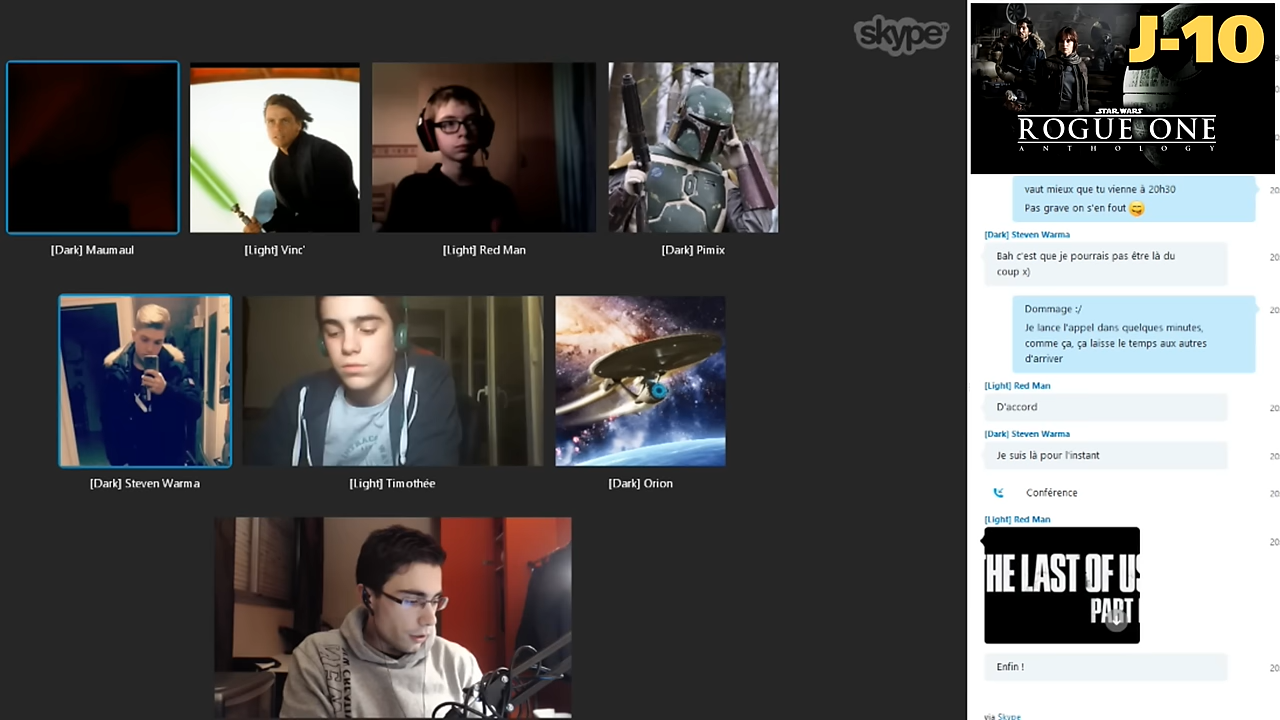 skype™
[Dark] Maumaul
[Light] Vinc'
[Light] Red Man
[Dark] Pimix
[Dark] Steven Warma
[Light] Timothée
[Dark] Orion
J-10
STAR WARS
ROGUE ONE
ANTHOLOGY
vaut mieux que tu vienne à 20h30
Pas grave on s'en fout
[Dark] Steven Warma
Bah c'est que je pourrais pas être là du
coup x)
Dommage :/
Je lance l'appel dans quelques minutes,
comme ça, ça laisse le temps aux autres
d'arriver
[Light] Red Man
D'accord
[Dark] Steven Warma
Je suis là pour l'instant
Conférence
[Light] Red Man
THE LAST OF US
PART
Enfin !
via Skype